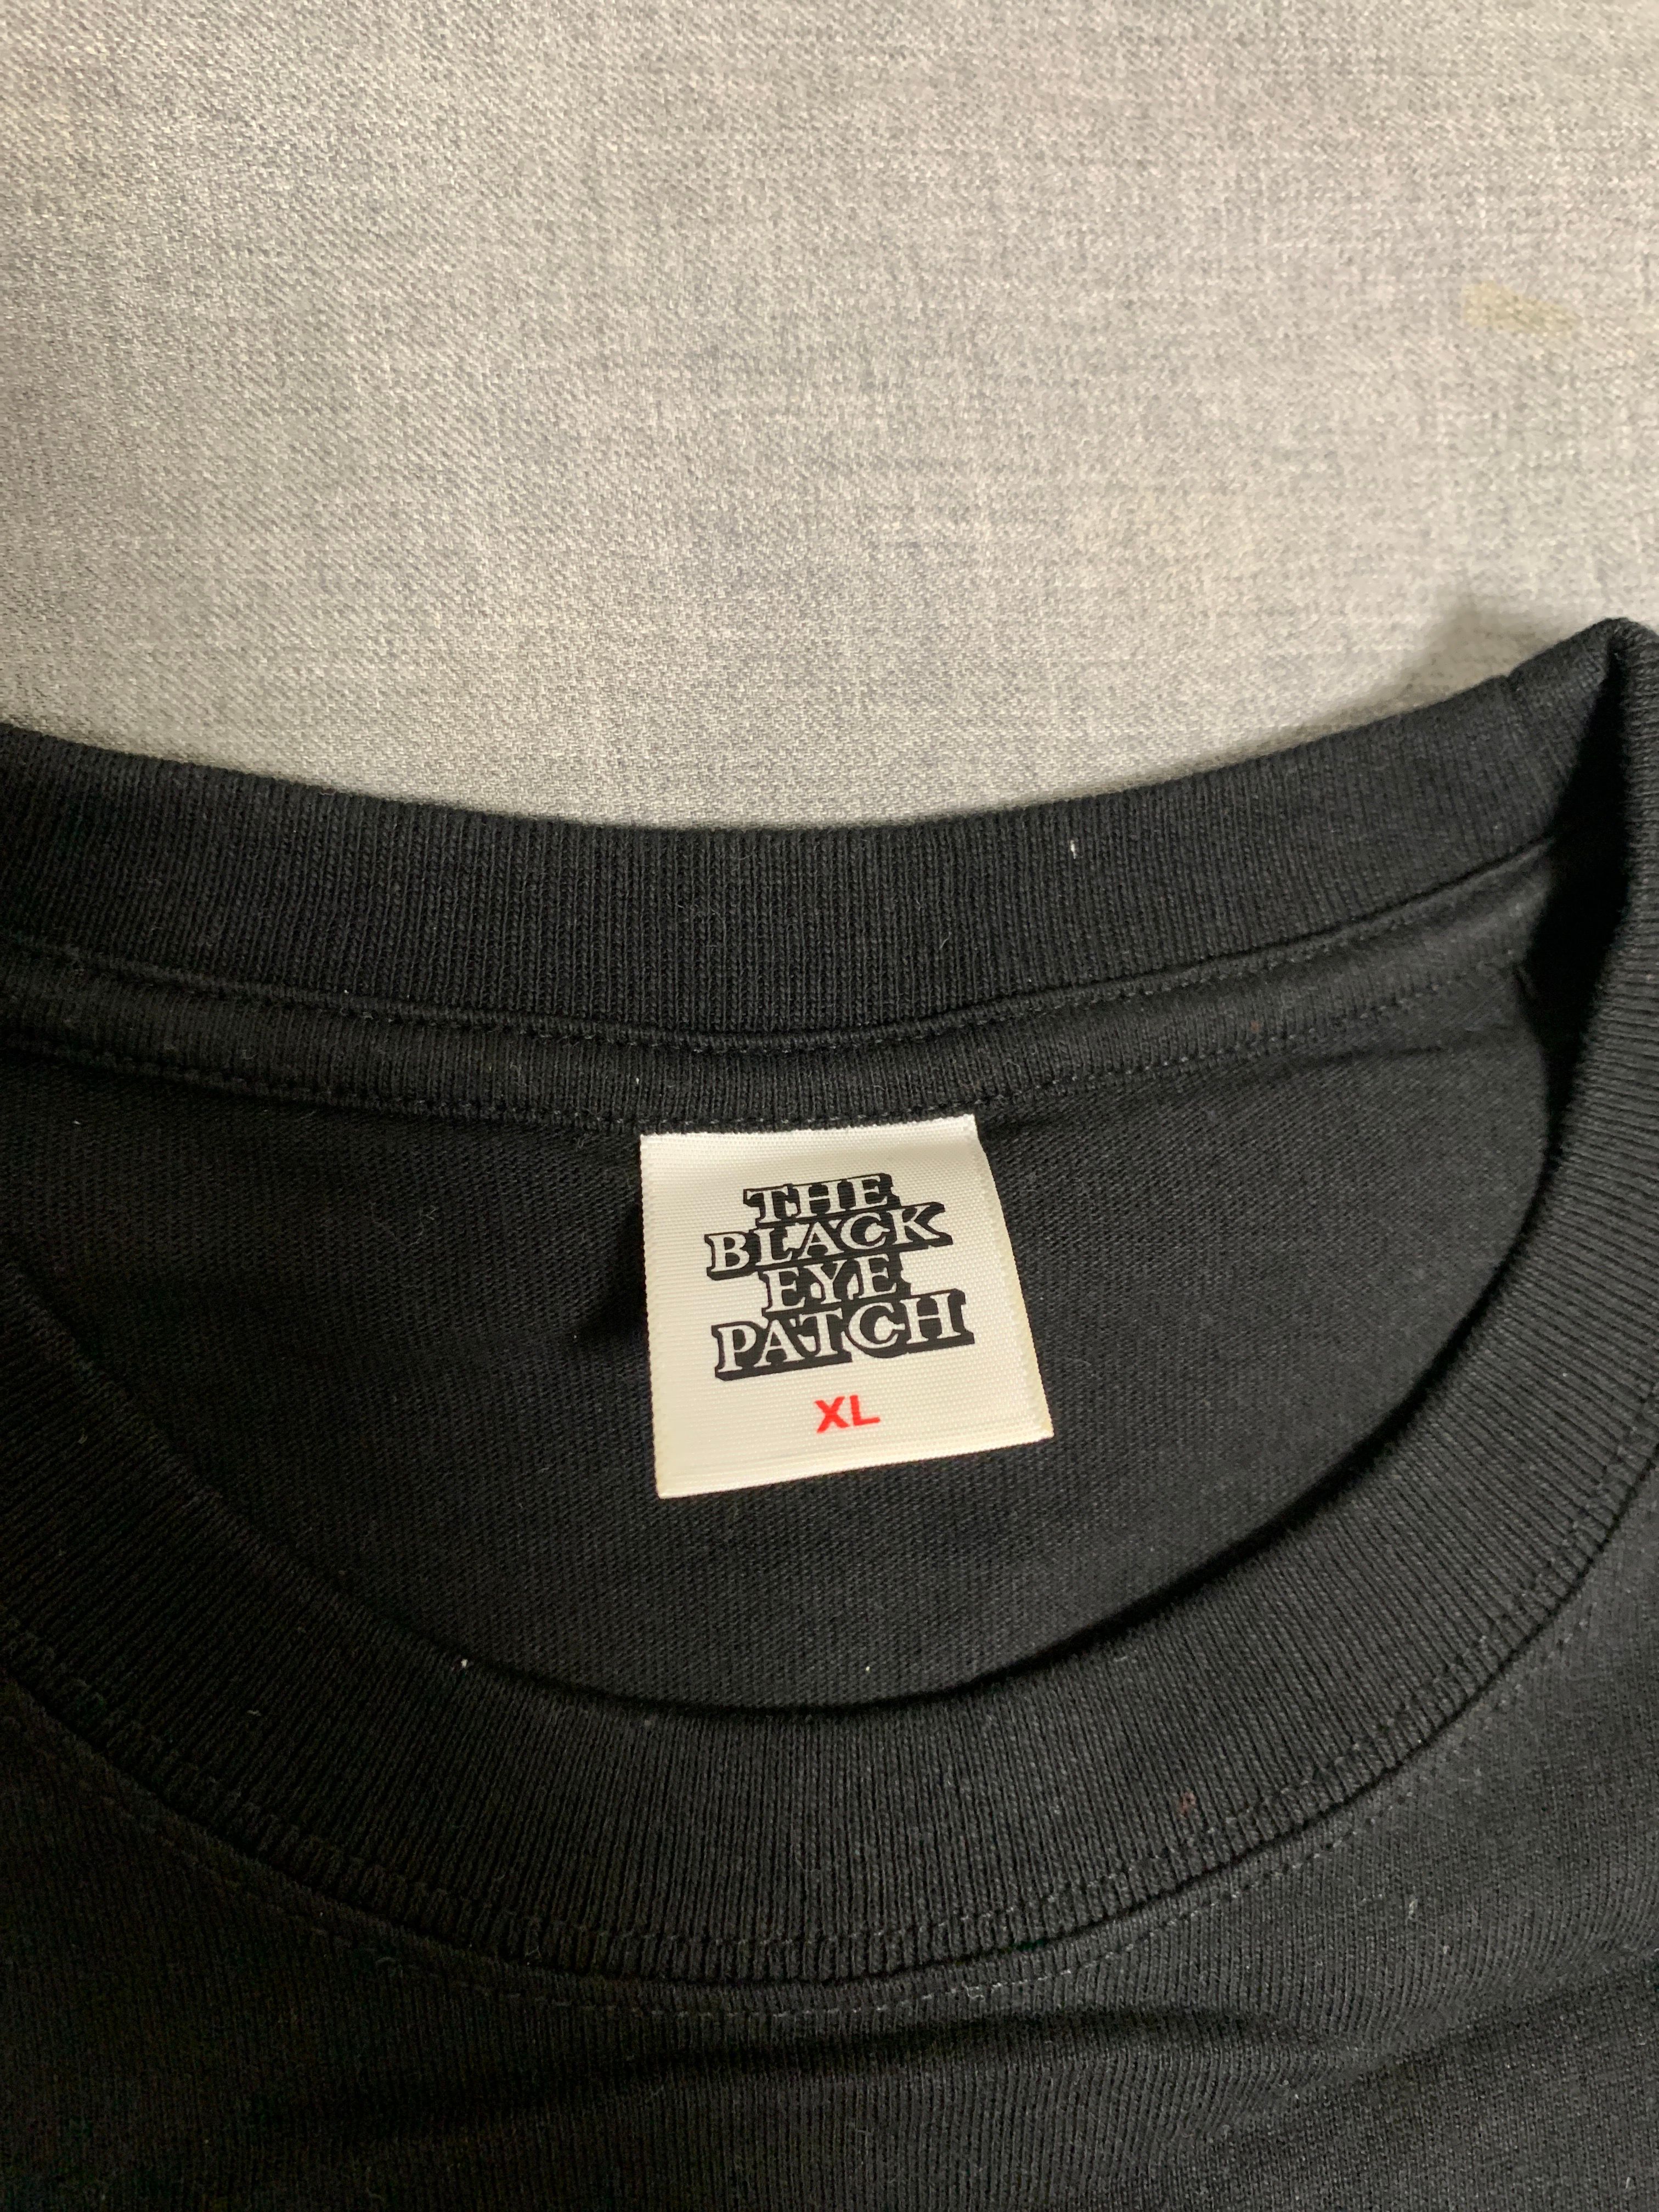 THE
BLACK
EYE
PATCH
XL